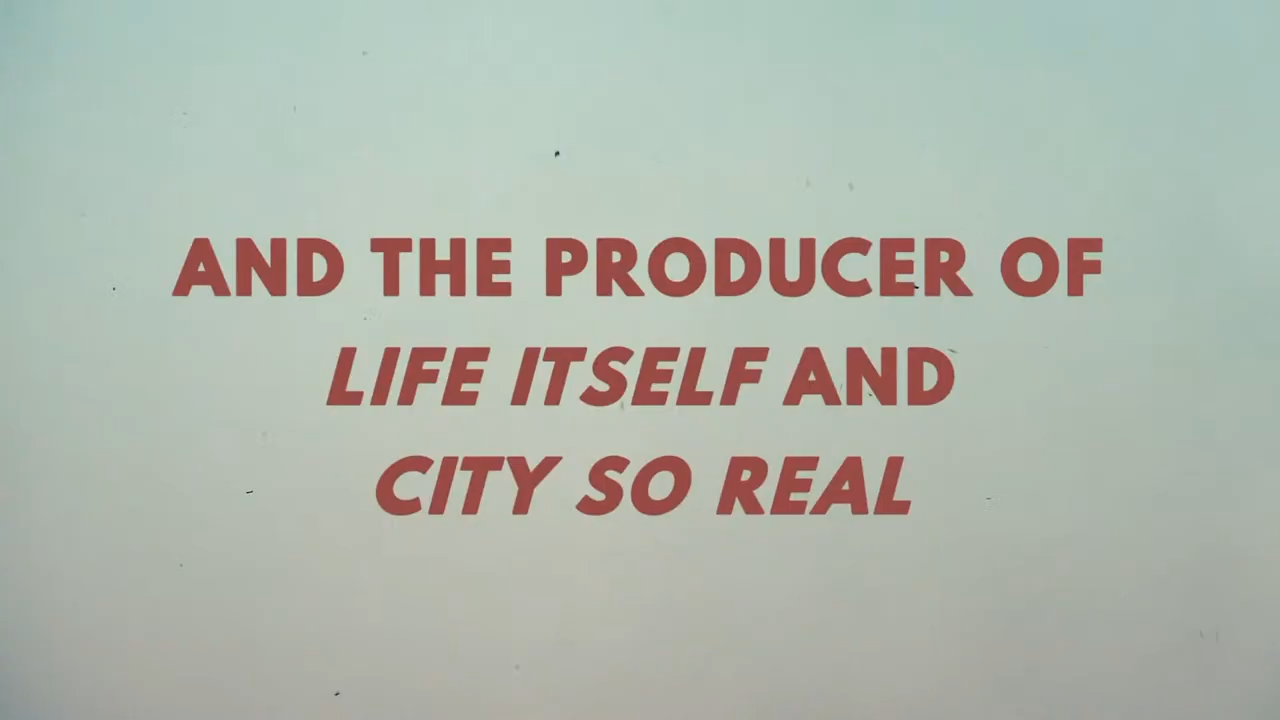 AND THE PRODUCER OF
LIFE ITSELF AND
CITY SO REAL